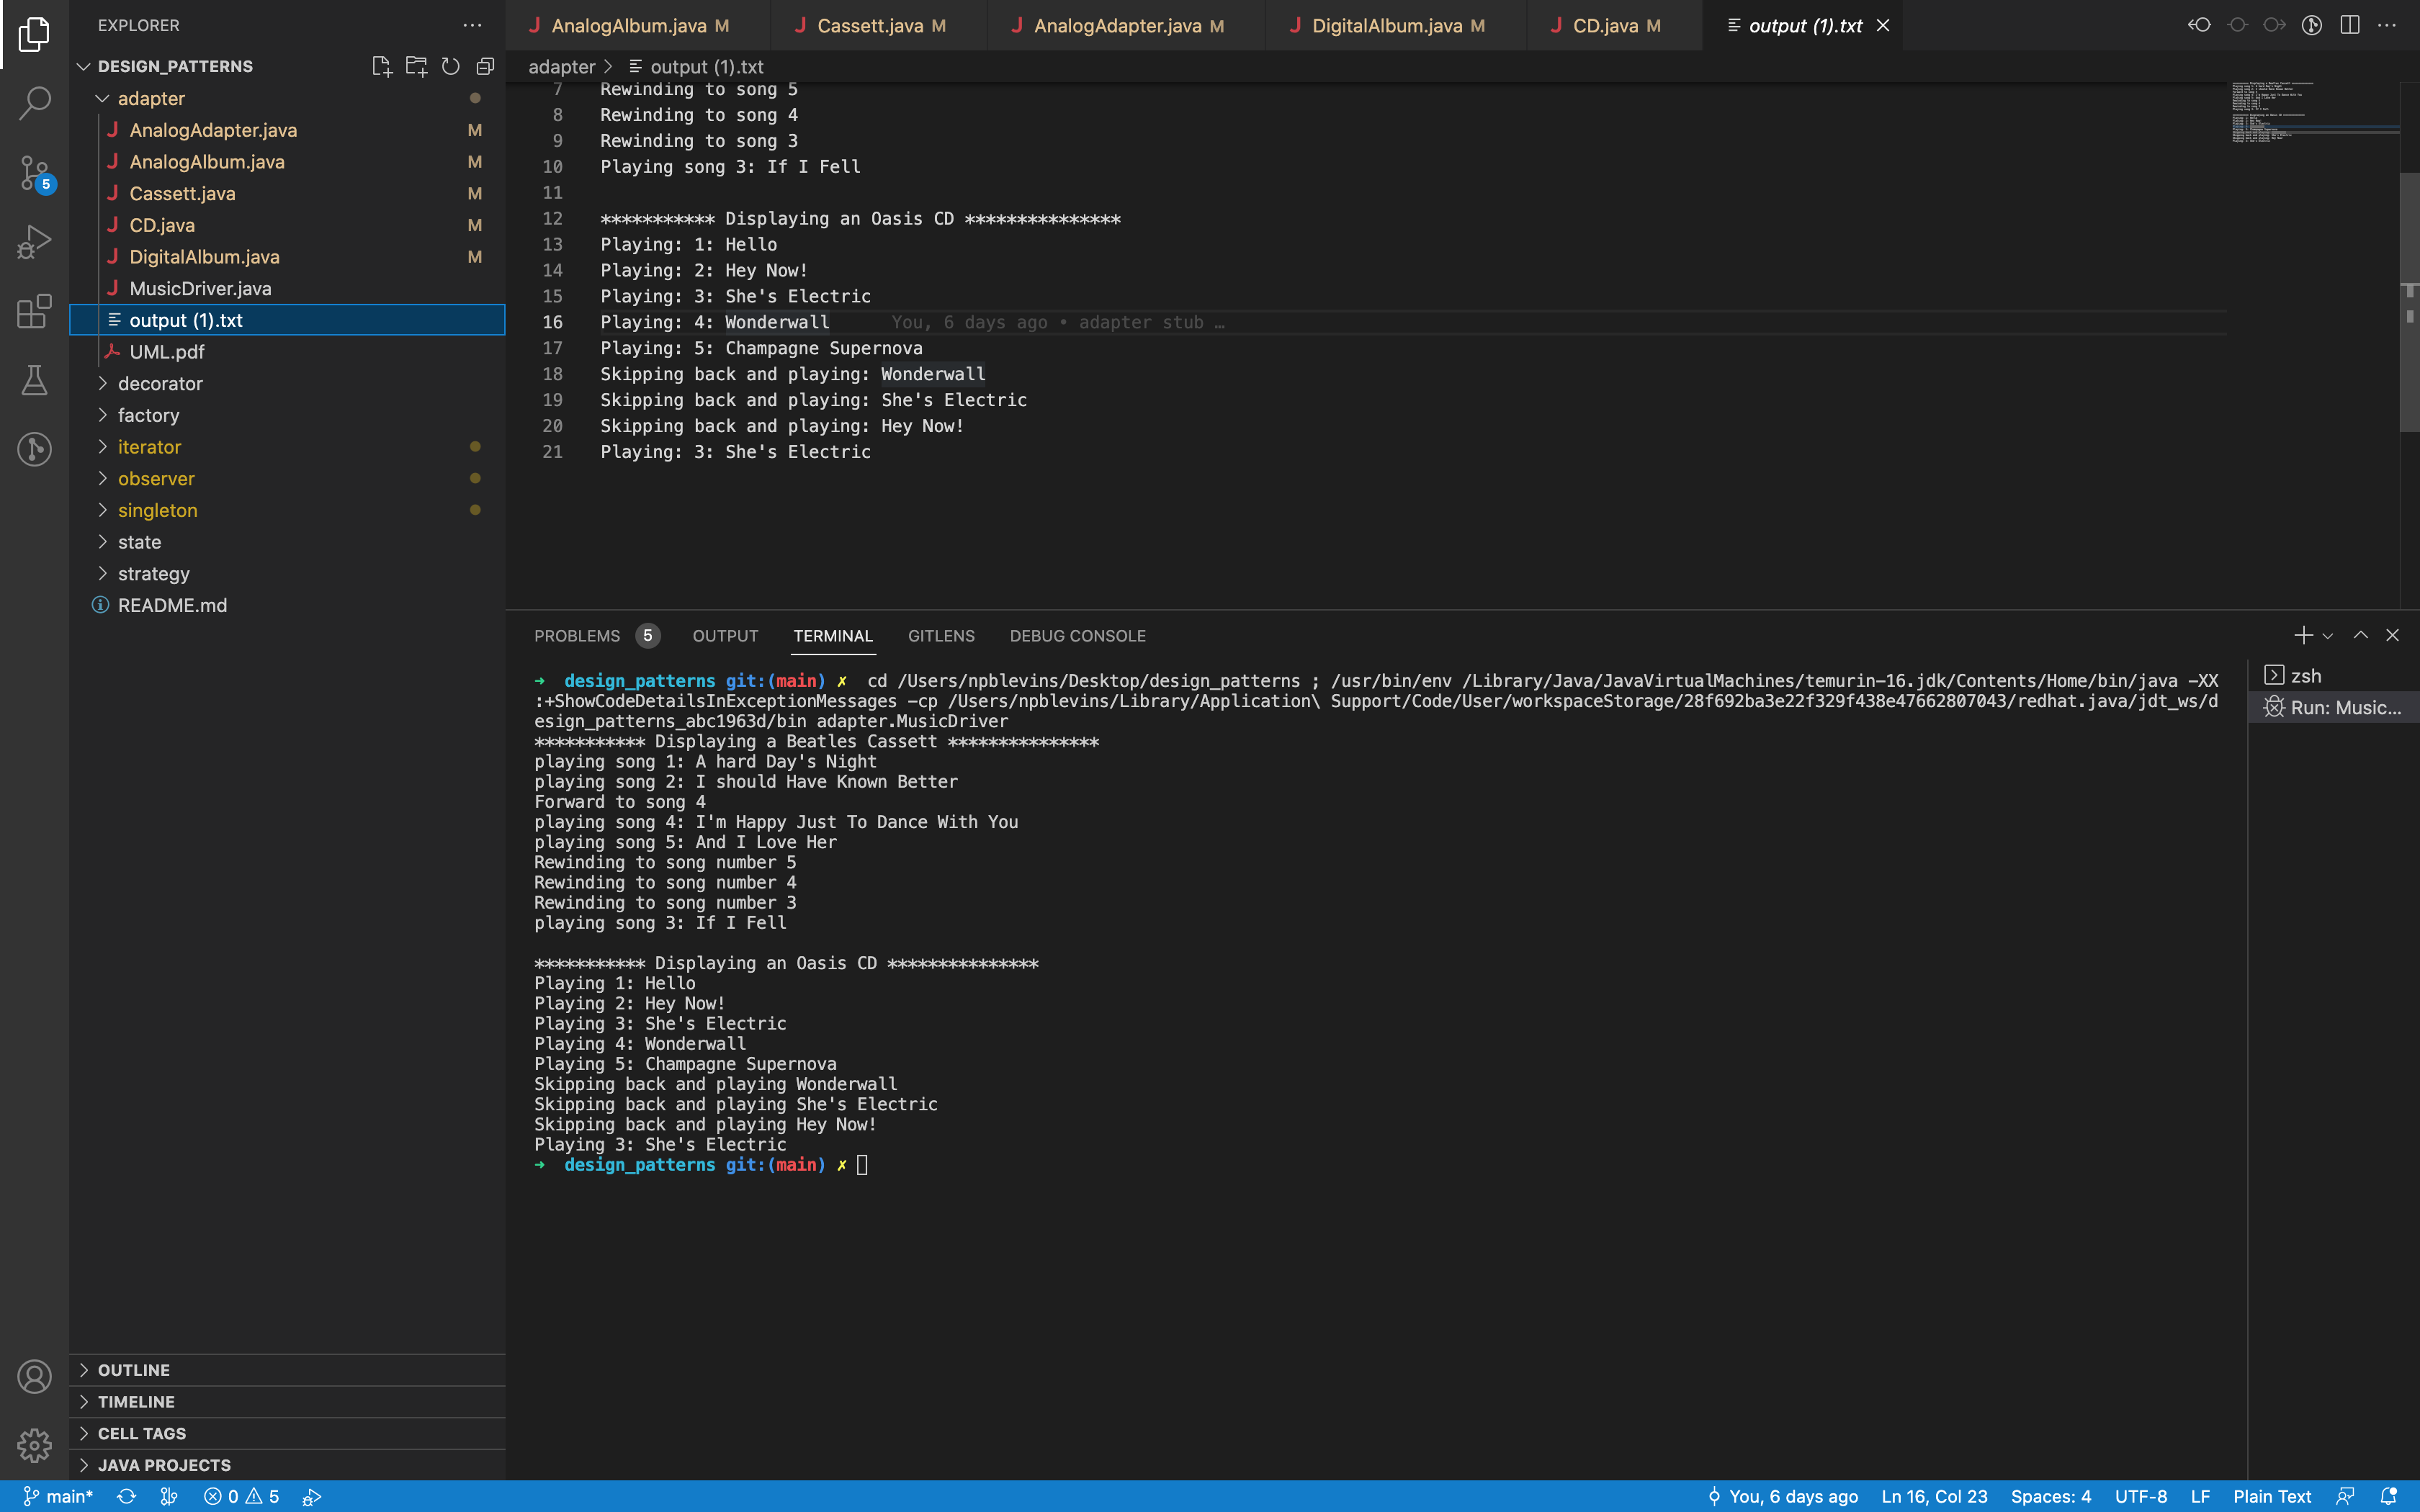 EXPLORER
DESIGN_PATTERNS
adapter
AnalogAdapter.java M
AnalogAlbum.java M
Cassett.java M
CD.java M
DigitalAlbum.java M
MusicDriver.java
output (1).txt
UML.pdf
decorator
factory
iterator
observer
singleton
state
strategy
README.md
OUTLINE
TIMELINE
CELL TAGS
JAVA PROJECTS
5
AnalogAlbum.java M Cassett.java M AnalogAdapter.java M DigitalAlbum.java M CD.java M output (1).txt
adapter > output (1).txt
7 Rewinding to song 5
8 Rewinding to song 4
9 Rewinding to song 3
10 Playing song 3: If I Fell
11
12 *********** Displaying an Oasis CD ***************
13 Playing: 1: Hello
14 Playing: 2: Hey Now!
15 Playing: 3: She's Electric
16 Playing: 4: Wonderwall You, 6 days ago • adapter stub …
17 Playing: 5: Champagne Supernova
18 Skipping back and playing: Wonderwall
19 Skipping back and playing: She's Electric
20 Skipping back and playing: Hey Now!
21 Playing: 3: She's Electric
PROBLEMS 5 OUTPUT TERMINAL GITLENS DEBUG CONSOLE
→ design_patterns git:(main) ✗ cd /Users/npblevins/Desktop/design_patterns ; /usr/bin/env /Library/Java/JavaVirtualMachines/temurin-16.jdk/Contents/Home/bin/java -XX
:+ShowCodeDetailsInExceptionMessages -cp /Users/npblevins/Library/Application\ Support/Code/User/workspaceStorage/28f692ba3e22f329f438e47662807043/redhat.java/jdt_ws/d
esign_patterns_abc1963d/bin adapter.MusicDriver
*********** Displaying a Beatles Cassett ***************
playing song 1: A hard Day's Night
playing song 2: I should Have Known Better
Forward to song 4
playing song 4: I'm Happy Just To Dance With You
playing song 5: And I Love Her
Rewinding to song number 5
Rewinding to song number 4
Rewinding to song number 3
playing song 3: If I Fell
*********** Displaying an Oasis CD ***************
Playing 1: Hello
Playing 2: Hey Now!
Playing 3: She's Electric
Playing 4: Wonderwall
Playing 5: Champagne Supernova
Skipping back and playing Wonderwall
Skipping back and playing She's Electric
Skipping back and playing Hey Now!
Playing 3: She's Electric
→ design_patterns git:(main) ✗
zsh
Run: Music...
main* 0 5 You, 6 days ago Ln 16, Col 23 Spaces: 4 UTF-8 LF Plain Text